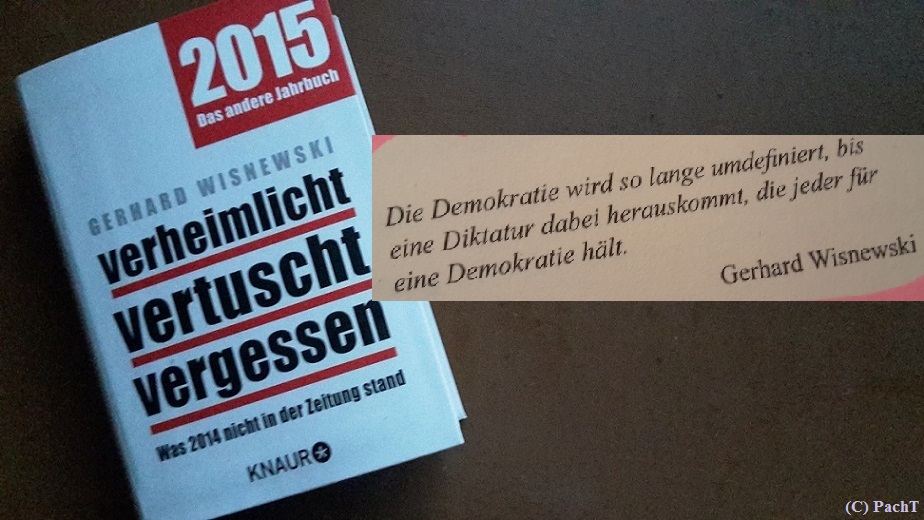 2015
Das andere Jahrbuch
GERHARD WISNEWSKI
verheimlicht
vertuscht
vergessen
Was 2014 nicht in der Zeitung stand
KNAUR
Die Demokratie wird so lange umdefiniert, bis
eine Diktatur dabei herauskommt, die jeder für
eine Demokratie hält.
Gerhard Wisnewski
(C) PachT